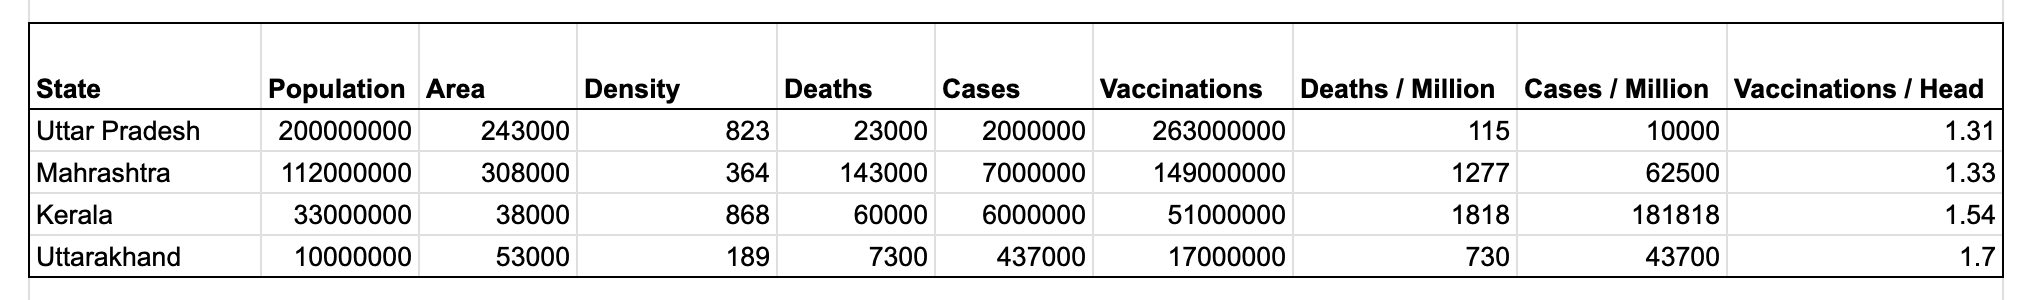 State Population Area Density Deaths Cases Vaccinations Deaths / Million Cases / Million Vaccinations / Head
Uttar Pradesh 200000000 243000 823 23000 2000000 263000000 115 10000 1.31
Mahrashtra 112000000 308000 364 143000 7000000 149000000 1277 62500 1.33
Kerala 33000000 38000 868 60000 6000000 51000000 1818 181818 1.54
Uttarakhand 10000000 53000 189 7300 437000 17000000 730 43700 1.7